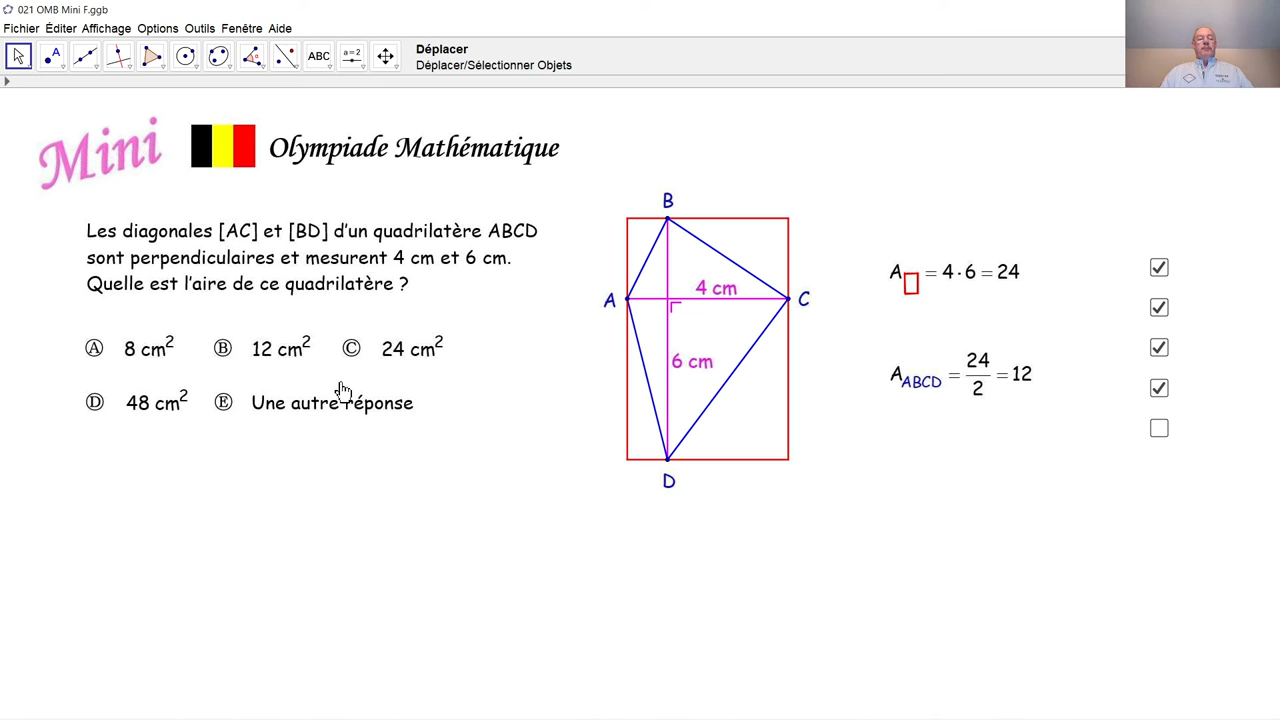 021 OMB Mini F.ggb
Fichier Éditer Affichage Options Outils Fenêtre Aide
A ABC a=2 Déplacer
Déplacer/Sélectionner Objets
Mini Olympiade Mathématique
Les diagonales [AC] et [BD] d'un quadrilatère ABCD
sont perpendiculaires et mesurent 4 cm et 6 cm.
Quelle est l'aire de ce quadrilatère ?
Ⓐ 8 cm² Ⓑ 12 cm² Ⓒ 24 cm²
Ⓓ 48 cm² Ⓔ Une autre réponse
B
A
4 cm
C
6 cm
D
A = 4 · 6 = 24
A ABCD = 24/2 = 12